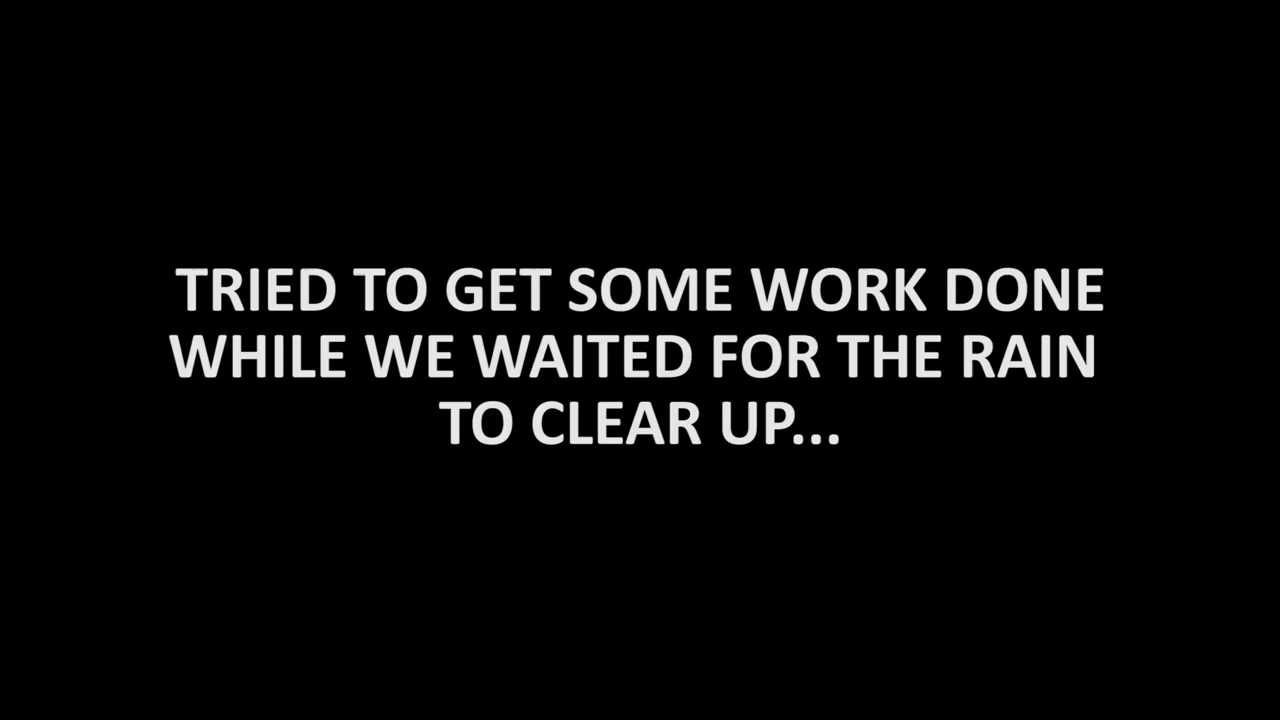 TRIED TO GET SOME WORK DONE
WHILE WE WAITED FOR THE RAIN
TO CLEAR UP...